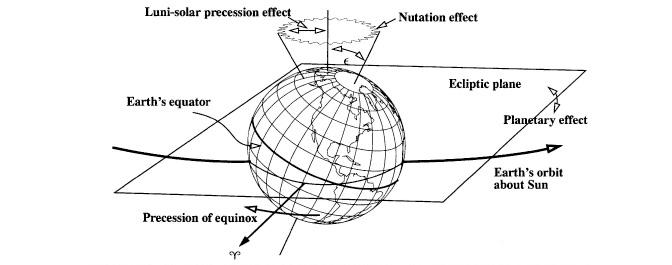 Luni-solar precession effect
Nutation effect
ϵ
Ecliptic plane
Earth's equator
Planetary effect
Earth's orbit
about Sun
Precession of equinox
♈